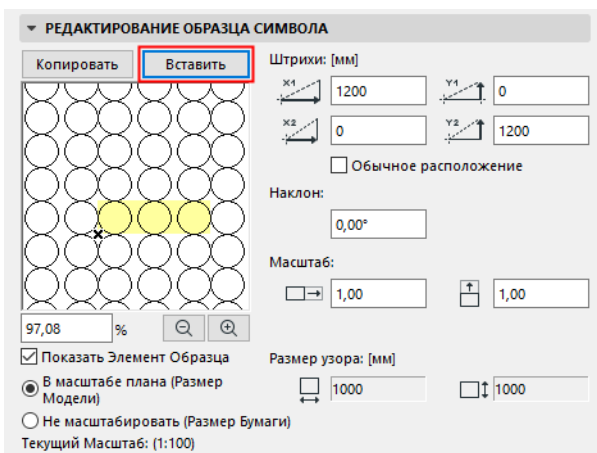 РЕДАКТИРОВАНИЕ ОБРАЗЦА СИМВОЛА
Копировать Вставить
Штрихи: [мм]
X1 1200 Y1 0
X2 0 Y2 1200
Обычное расположение
Наклон:
0,00°
Масштаб:
1,00 1,00
97,08 %
Показать Элемент Образца
Размер узора: [мм]
В масштабе плана (Размер
Модели)
1000 1000
Не масштабировать (Размер Бумаги)
Текущий Масштаб: (1:100)